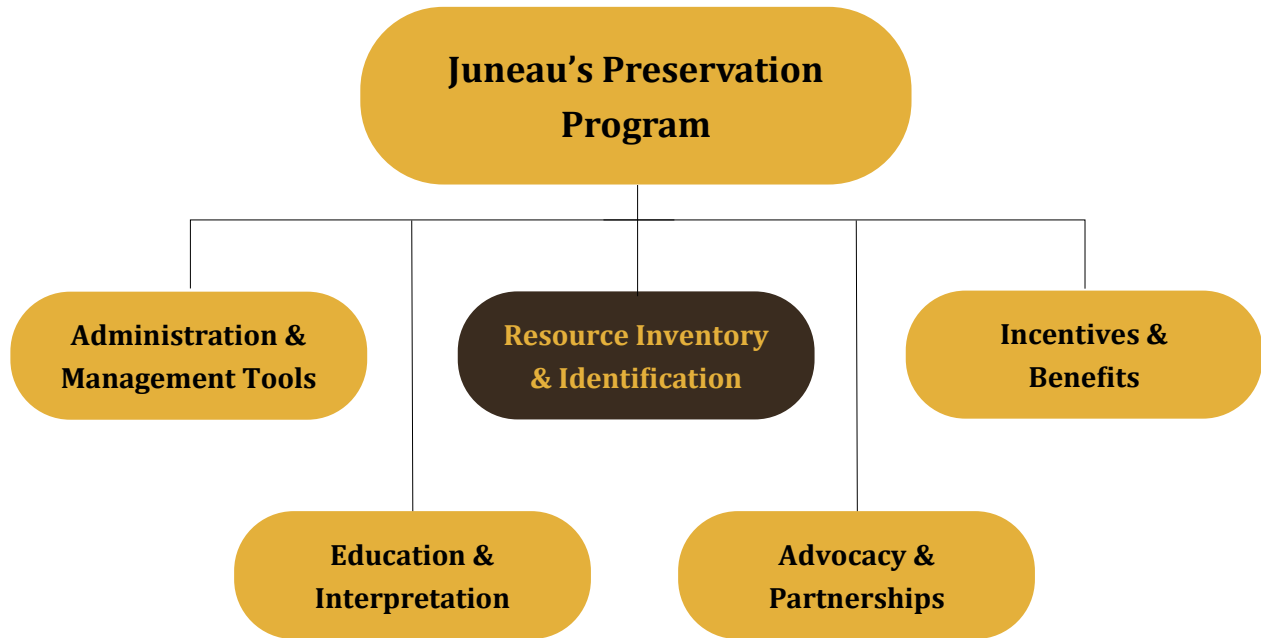 Juneau’s Preservation
Program
Administration &
Management Tools
Resource Inventory
& Identification
Incentives &
Benefits
Education &
Interpretation
Advocacy &
Partnerships